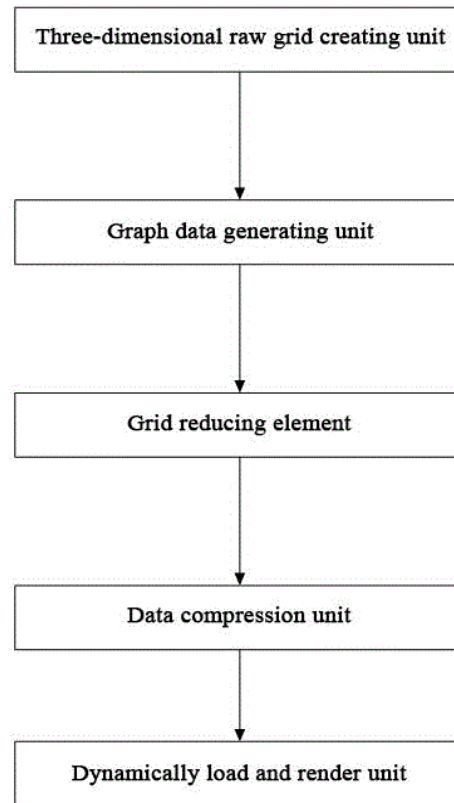 Three-dimensional raw grid creating unit
Graph data generating unit
Grid reducing element
Data compression unit
Dynamically load and render unit